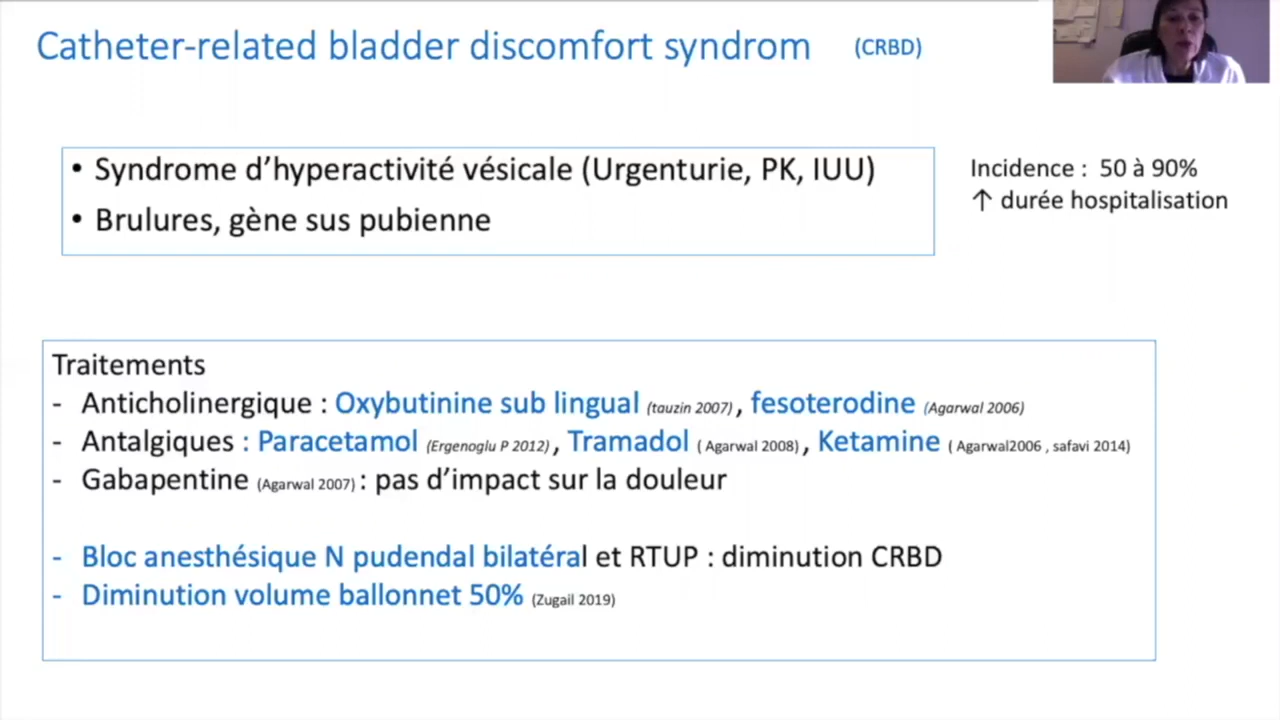 Catheter-related bladder discomfort syndrom (CRBD)
• Syndrome d’hyperactivité vésicale (Urgenturie, PK, IUU)
• Brulures, gène sus pubienne
Incidence : 50 à 90%
↑ durée hospitalisation
Traitements
- Anticholinergique : Oxybutinine sub lingual (tauzin 2007) , fesoterodine (Agarwal 2006)
- Antalgiques : Paracetamol (Ergenoglu P 2012) , Tramadol ( Agarwal 2008) , Ketamine ( Agarwal2006 , safavi 2014)
- Gabapentine (Agarwal 2007) : pas d’impact sur la douleur
- Bloc anesthésique N pudendal bilatéral et RTUP : diminution CRBD
- Diminution volume ballonnet 50% (Zugail 2019)